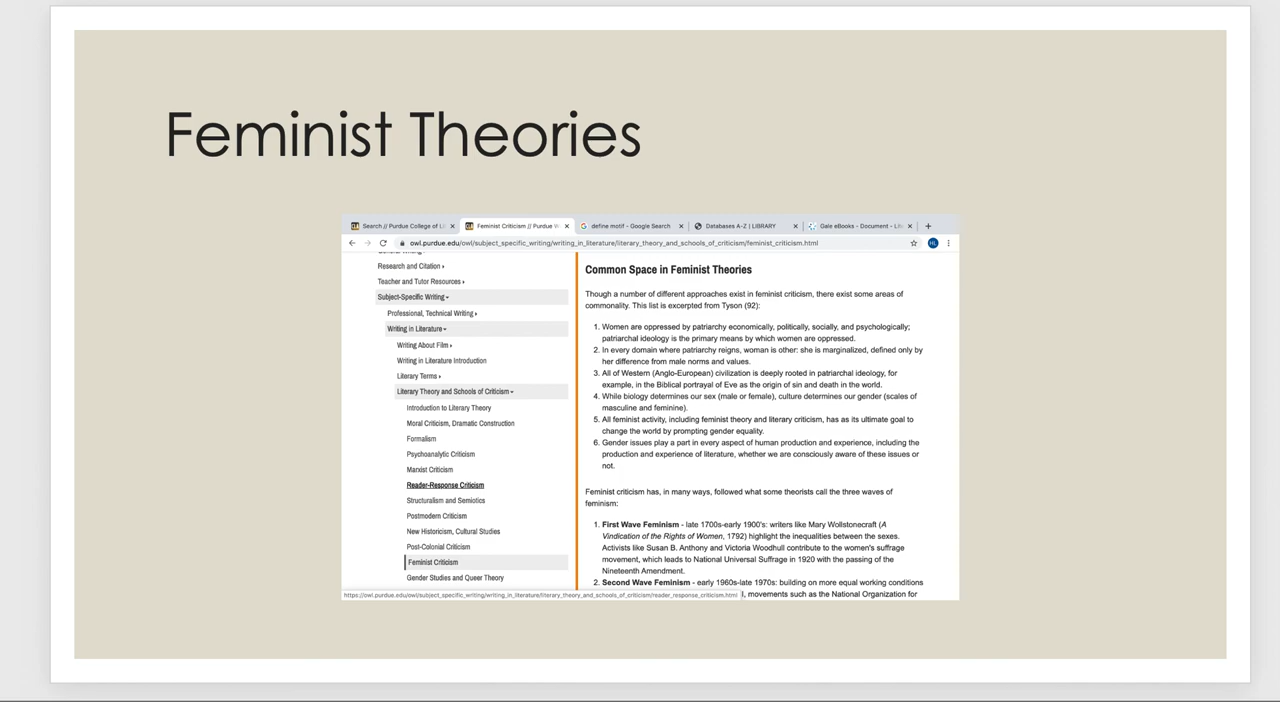 Feminist Theories
Search // Purdue College of Li
Feminist Criticism // Purdue W
define motif - Google Search
Databases A-Z | LIBRARY
Gale eBooks - Document - Lit
owl.purdue.edu/owl/subject_specific_writing/writing_in_literature/literary_theory_and_schools_of_criticism/feminist_criticism.html
HL
Research and Citation
Teacher and Tutor Resources
Subject-Specific Writing
Professional, Technical Writing
Writing in Literature
Writing About Film
Writing in Literature Introduction
Literary Terms
Literary Theory and Schools of Criticism
Introduction to Literary Theory
Moral Criticism, Dramatic Construction
Formalism
Psychoanalytic Criticism
Marxist Criticism
Reader-Response Criticism
Structuralism and Semiotics
Postmodern Criticism
New Historicism, Cultural Studies
Post-Colonial Criticism
Feminist Criticism
Gender Studies and Queer Theory
Common Space in Feminist Theories
Though a number of different approaches exist in feminist criticism, there exist some areas of
commonality. This list is excerpted from Tyson (92):
1. Women are oppressed by patriarchy economically, politically, socially, and psychologically;
patriarchal ideology is the primary means by which women are oppressed.
2. In every domain where patriarchy reigns, woman is other: she is marginalized, defined only by
her difference from male norms and values.
3. All of Western (Anglo-European) civilization is deeply rooted in patriarchal ideology, for
example, in the Biblical portrayal of Eve as the origin of sin and death in the world.
4. While biology determines our sex (male or female), culture determines our gender (scales of
masculine and feminine).
5. All feminist activity, including feminist theory and literary criticism, has as its ultimate goal to
change the world by prompting gender equality.
6. Gender issues play a part in every aspect of human production and experience, including the
production and experience of literature, whether we are consciously aware of these issues or
not.
Feminist criticism has, in many ways, followed what some theorists call the three waves of
feminism:
1. First Wave Feminism - late 1700s-early 1900's: writers like Mary Wollstonecraft (A
Vindication of the Rights of Women, 1792) highlight the inequalities between the sexes.
Activists like Susan B. Anthony and Victoria Woodhull contribute to the women's suffrage
movement, which leads to National Universal Suffrage in 1920 with the passing of the
Nineteenth Amendment.
2. Second Wave Feminism - early 1960s-late 1970s: building on more equal working conditions
movements such as the National Organization for
https://owl.purdue.edu/owl/subject_specific_writing/writing_in_literature/literary_theory_and_schools_of_criticism/reader_response_criticism.html